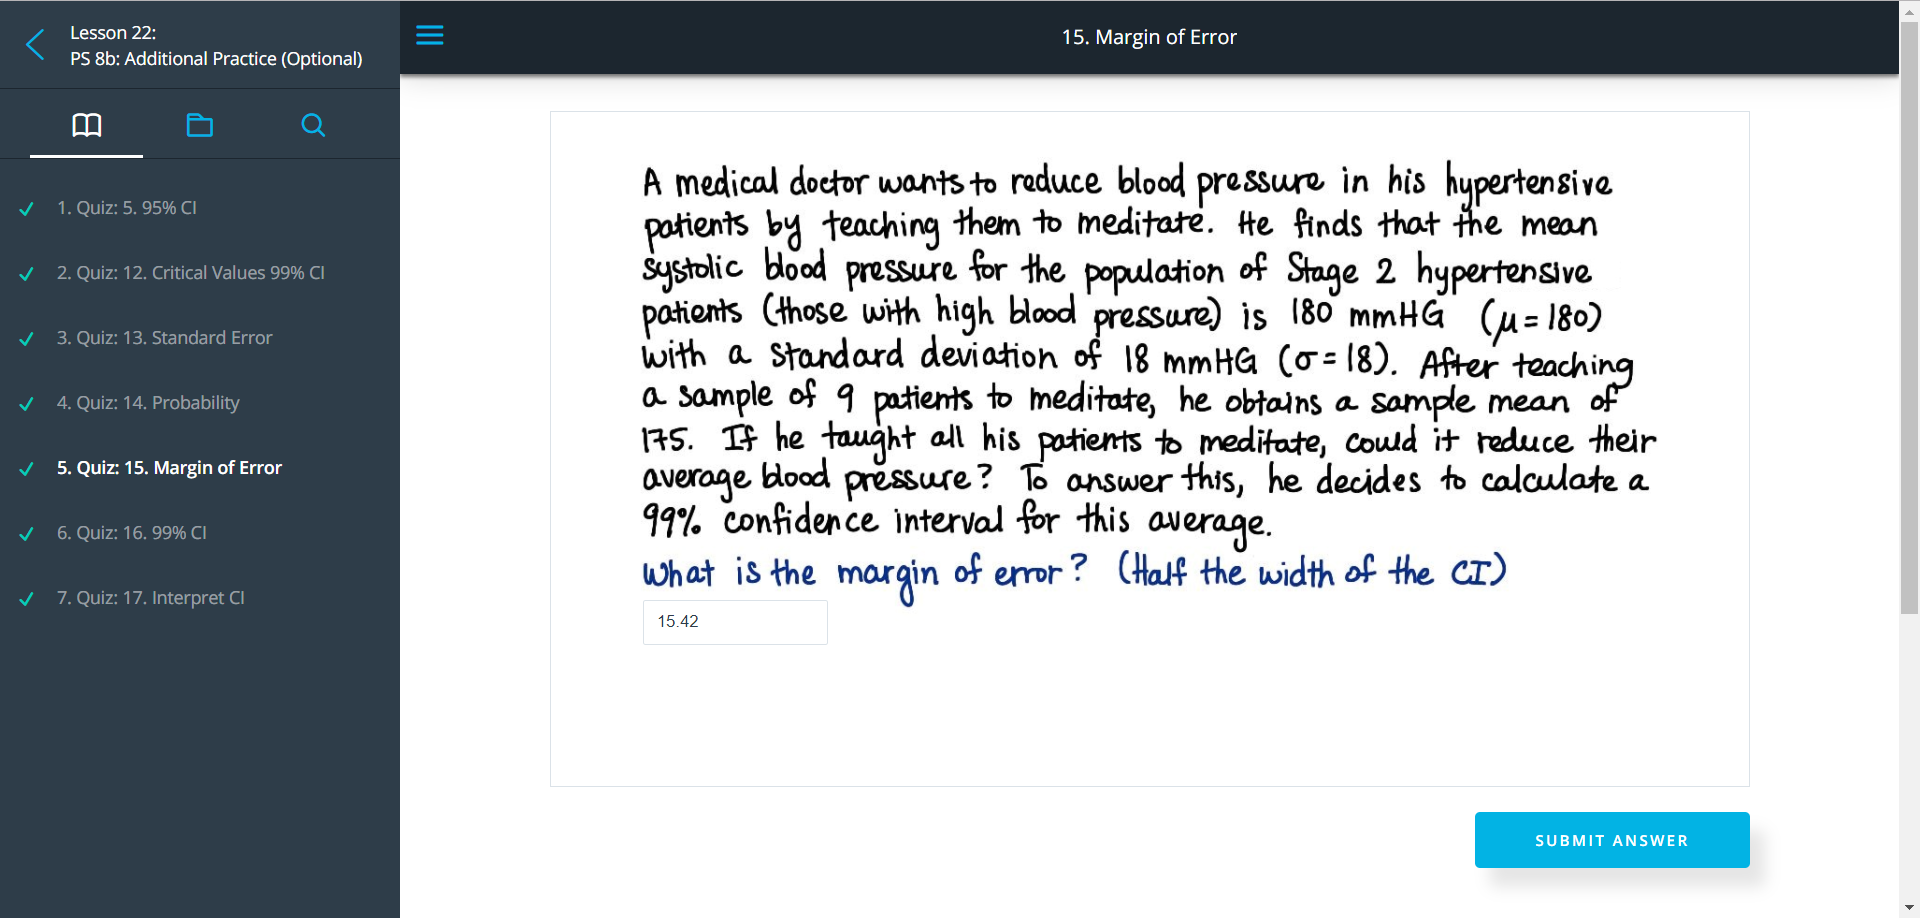 Lesson 22:
PS 8b: Additional Practice (Optional)
1. Quiz: 5. 95% CI
2. Quiz: 12. Critical Values 99% CI
3. Quiz: 13. Standard Error
4. Quiz: 14. Probability
5. Quiz: 15. Margin of Error
6. Quiz: 16. 99% CI
7. Quiz: 17. Interpret CI
15. Margin of Error
A medical doctor wants to reduce blood pressure in his hypertensive
patients by teaching them to meditate. He finds that the mean
systolic blood pressure for the population of Stage 2 hypertensive
patients (those with high blood pressure) is 180 mmHG (μ = 180)
with a standard deviation of 18 mmHG (σ = 18). After teaching
a sample of 9 patients to meditate, he obtains a sample mean of
175. If he taught all his patients to meditate, could it reduce their
average blood pressure? To answer this, he decides to calculate a
99% confidence interval for this average.
What is the margin of error? (Half the width of the CI)
15.42
SUBMIT ANSWER